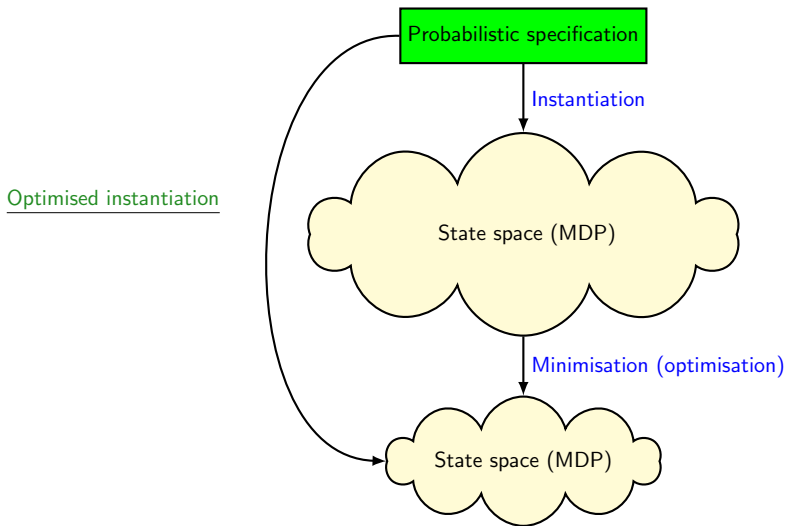 Probabilistic specification
Instantiation
Optimised instantiation
State space (MDP)
Minimisation (optimisation)
State space (MDP)